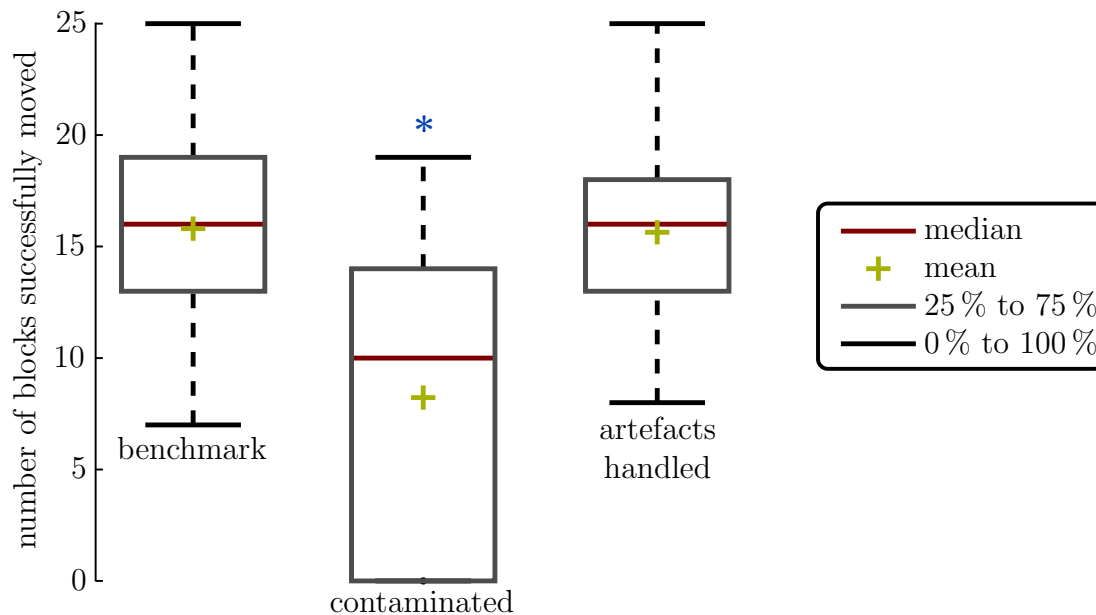 number of blocks successfully moved
25
20
15
10
5
0
*
benchmark
contaminated
artefacts
handled
median
mean
25 % to 75 %
0 % to 100 %